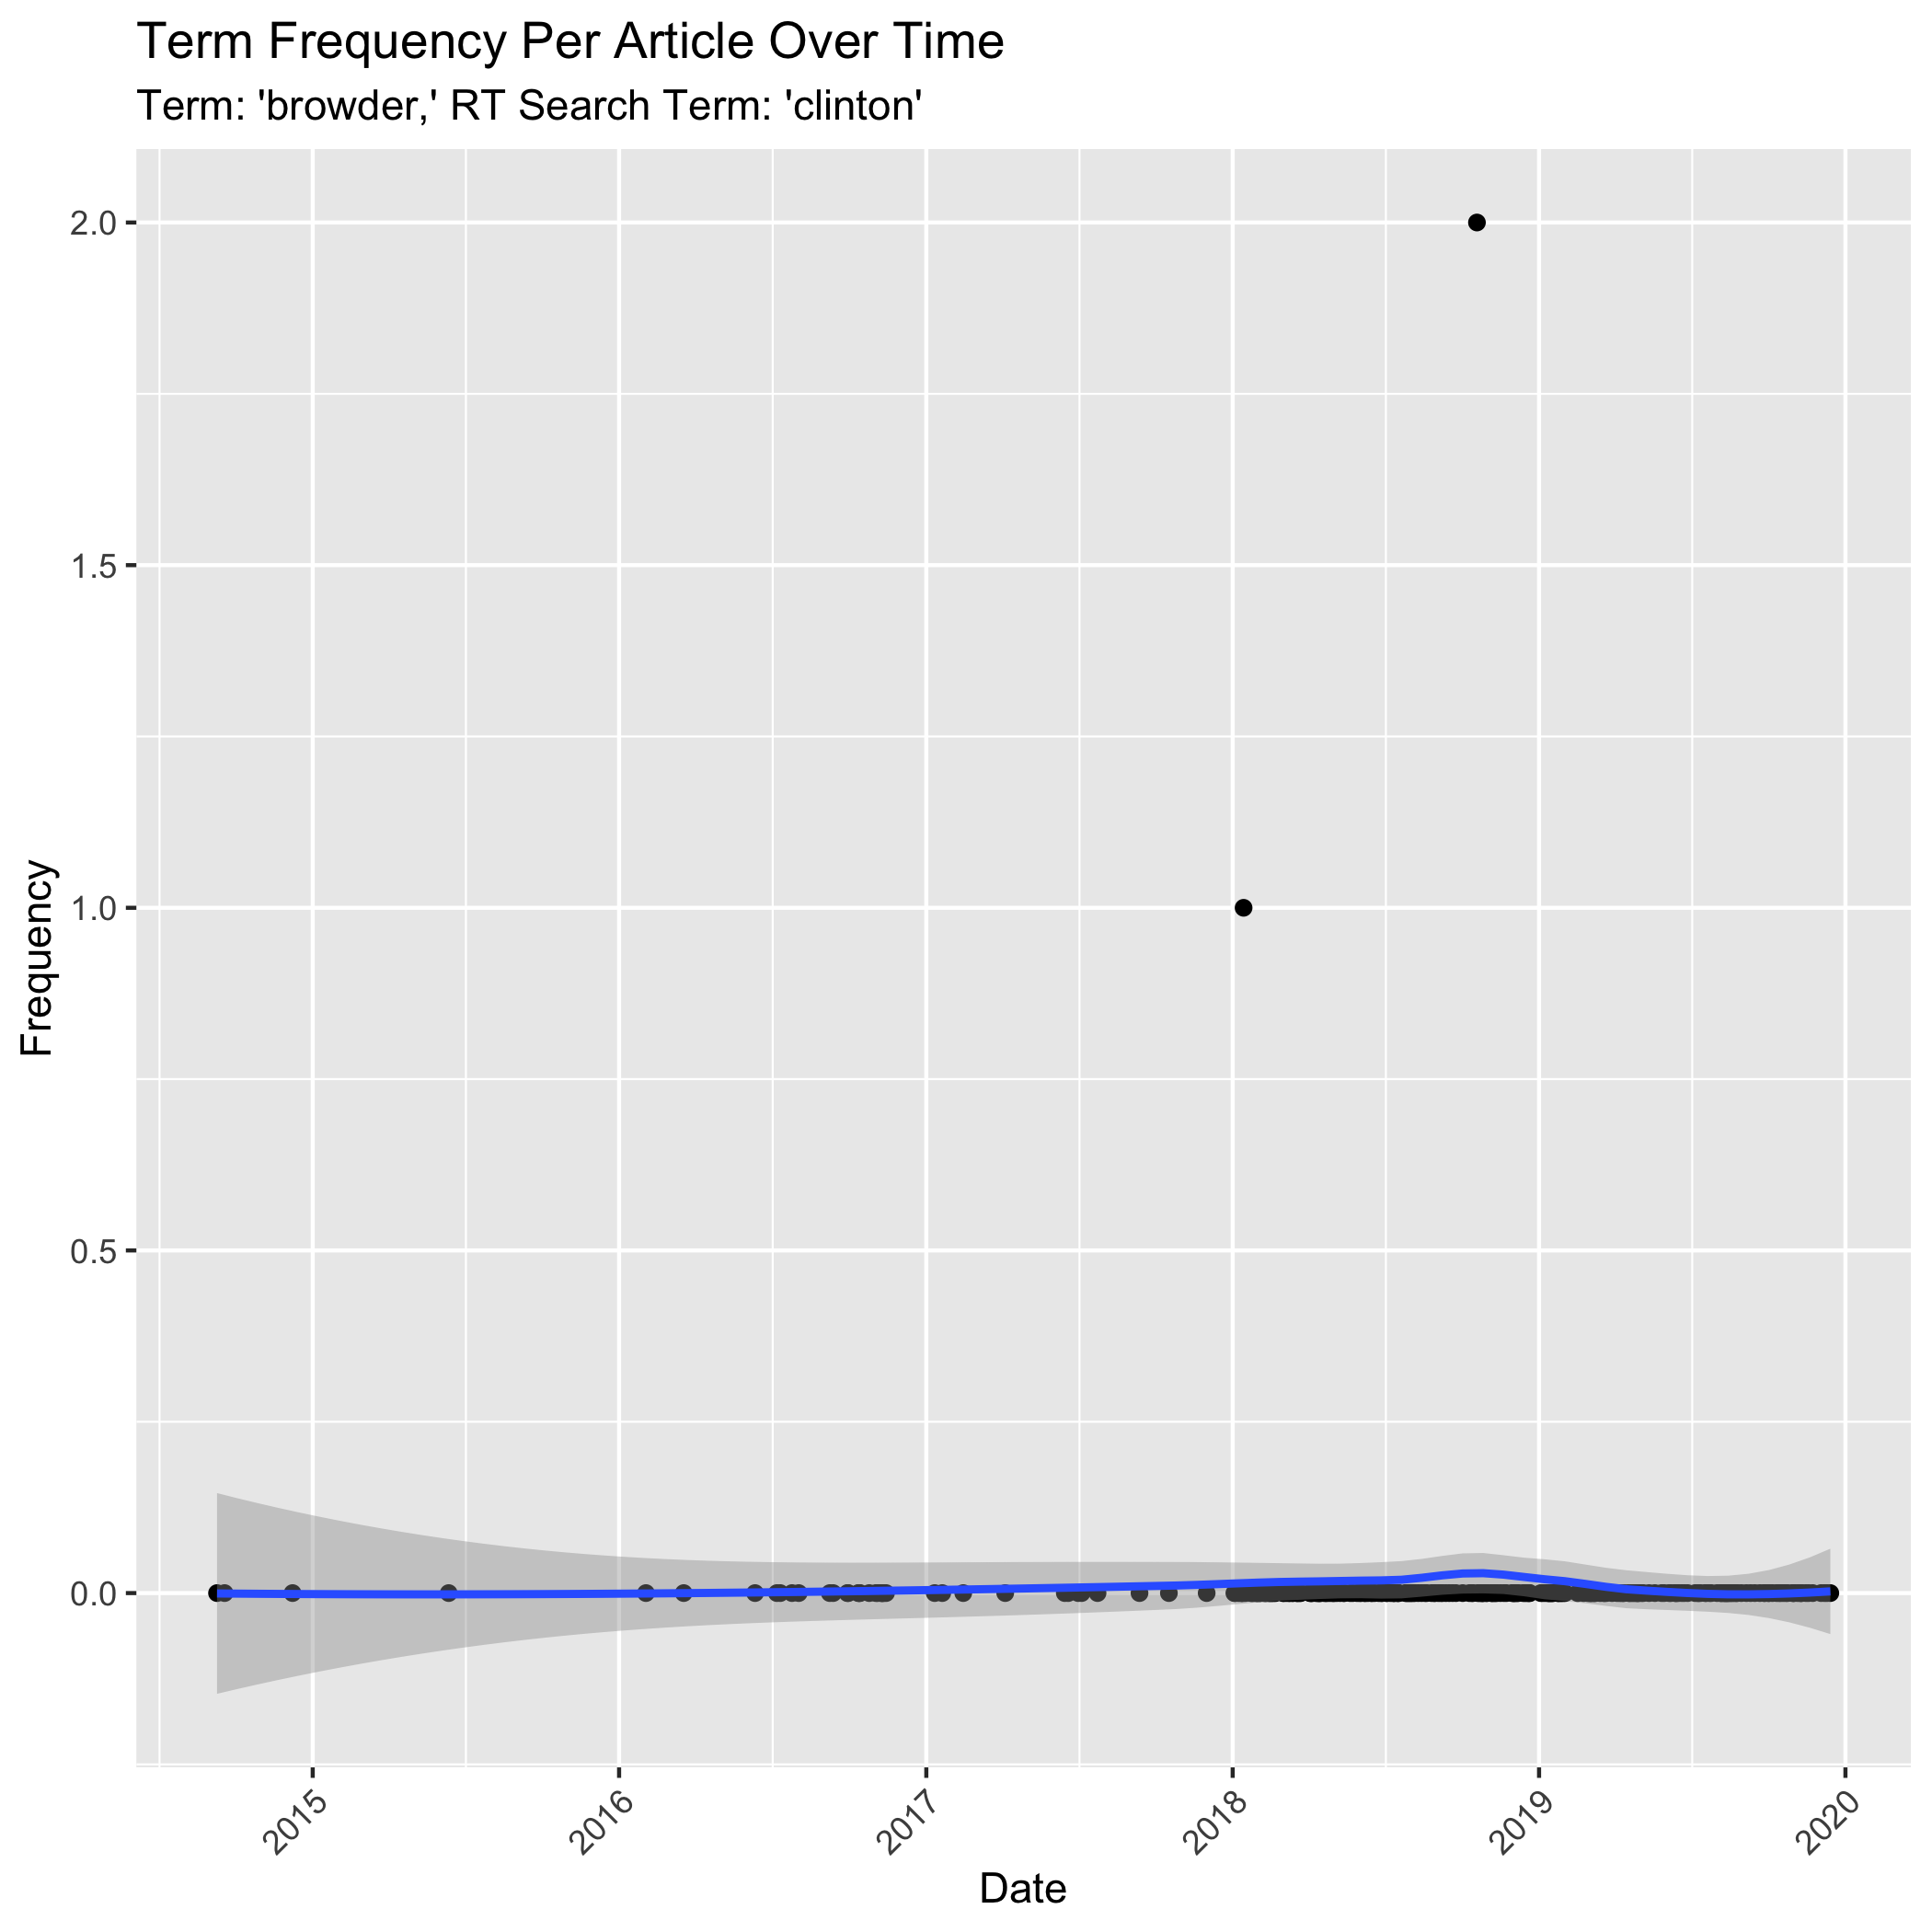 Term Frequency Per Article Over Time
Term: 'browder,' RT Search Term: 'clinton'
2.0
1.5
1.0
0.5
0.0
Frequency
2015
2016
2017
2018
2019
2020
Date